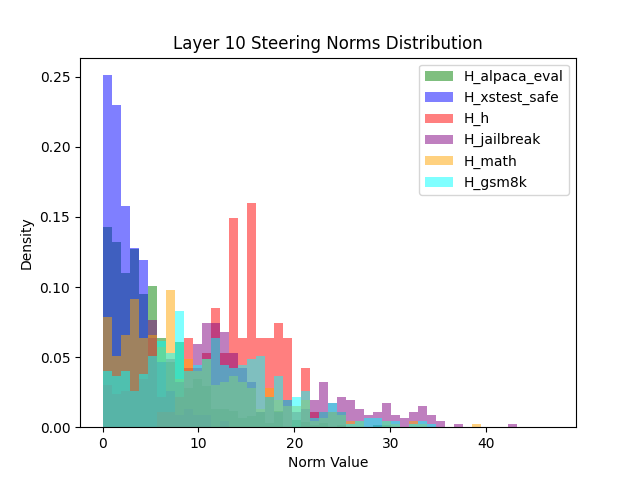 Layer 10 Steering Norms Distribution
H_alpaca_eval
H_xstest_safe
H_h
H_jailbreak
H_math
H_gsm8k
0.25
0.20
0.15
0.10
0.05
0.00
Density
0 10 20 30 40
Norm Value